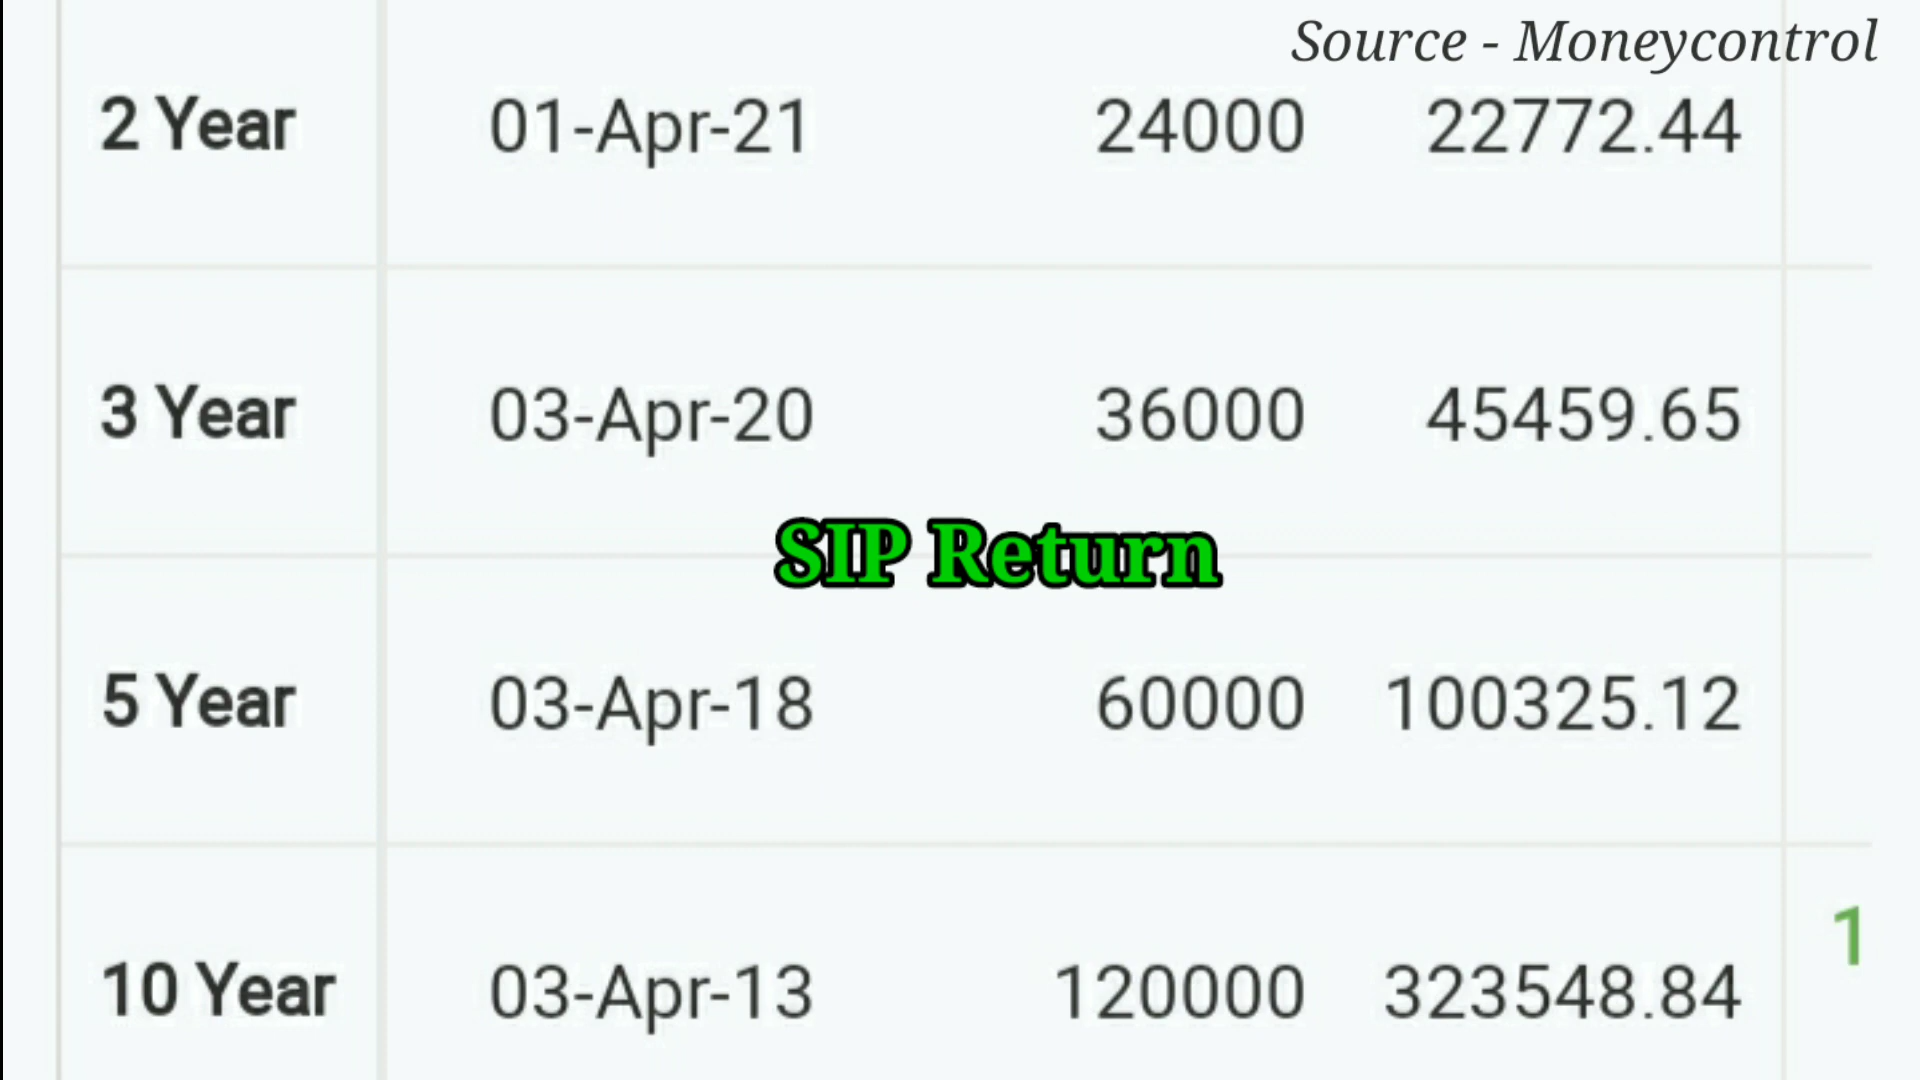 Source - Moneycontrol
2 Year 01-Apr-21 24000 22772.44
3 Year 03-Apr-20 36000 45459.65
SIP Return
5 Year 03-Apr-18 60000 100325.12
1
10 Year 03-Apr-13 120000 323548.84